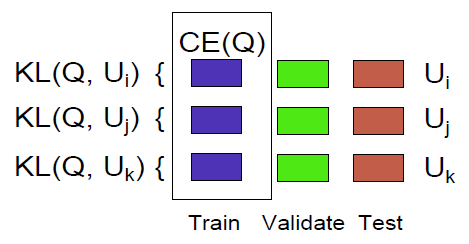 CE(Q)
KL(Q, Ui) { Ui
KL(Q, Uj) { Uj
KL(Q, Uk) { Uk
Train Validate Test